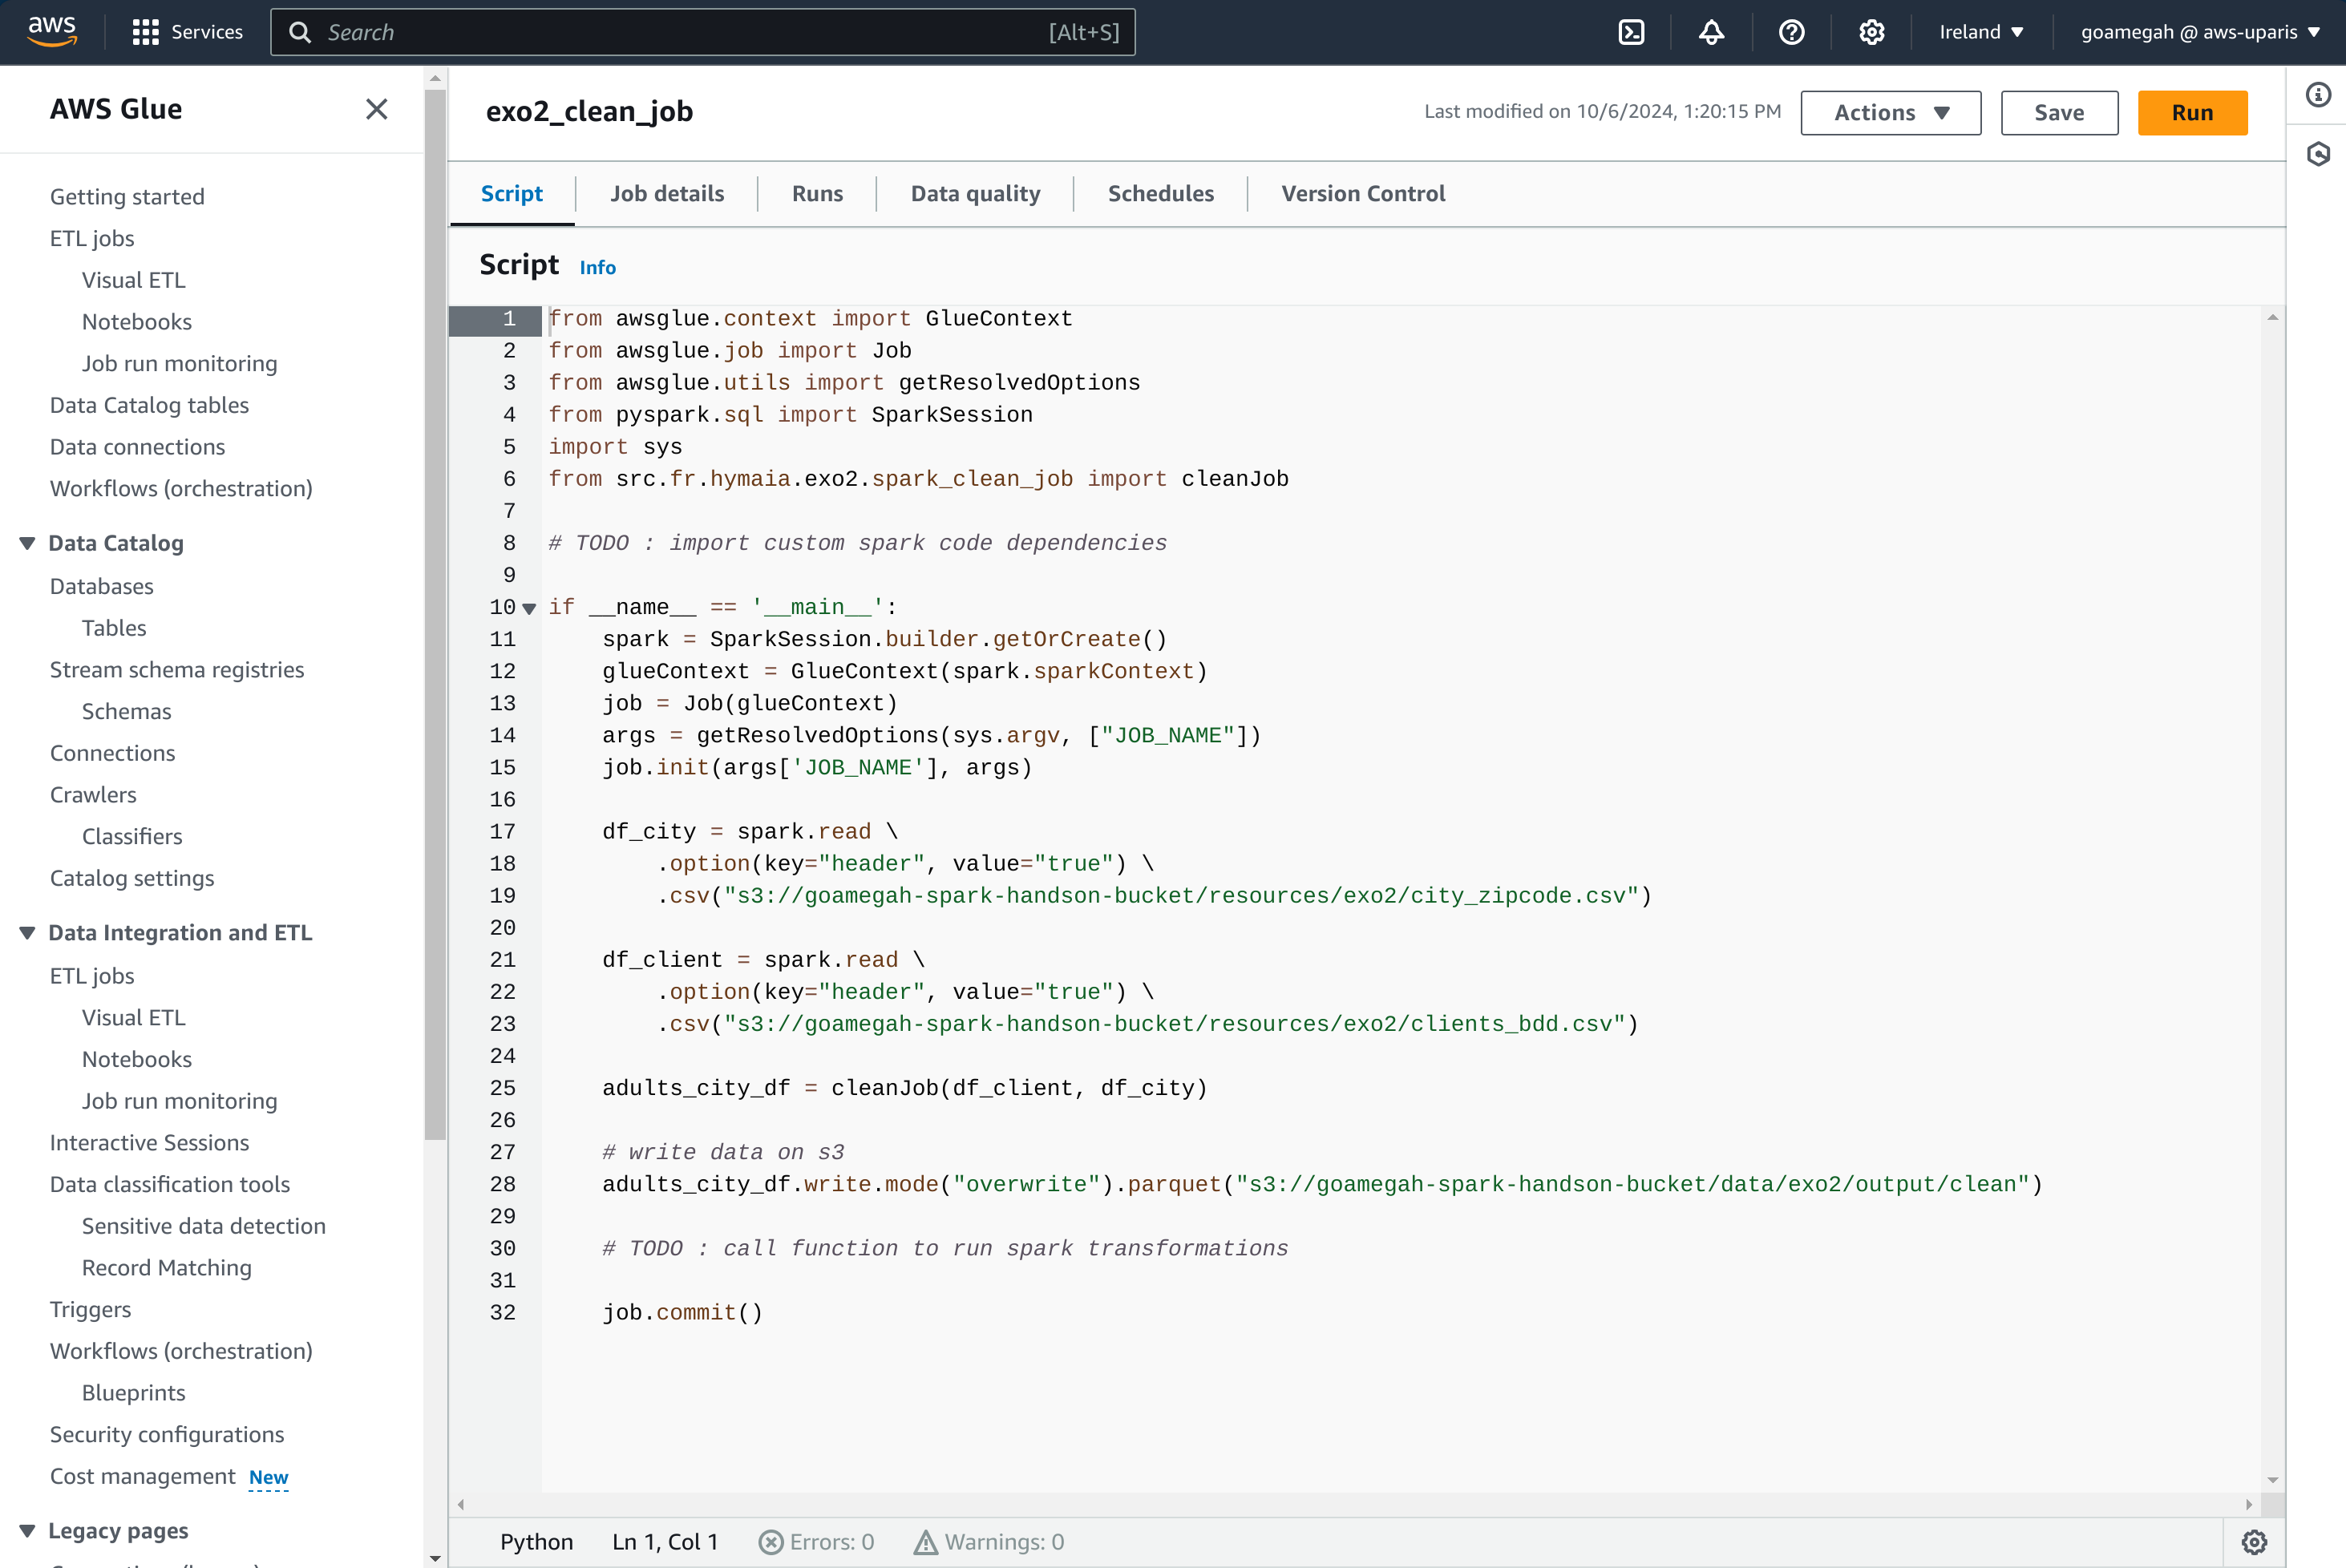 aws Services Search [Alt+S] Ireland ▼ goamegah @ aws-uparis ▼
AWS Glue
Getting started
ETL jobs
Visual ETL
Notebooks
Job run monitoring
Data Catalog tables
Data connections
Workflows (orchestration)
Data Catalog
Databases
Tables
Stream schema registries
Schemas
Connections
Crawlers
Classifiers
Catalog settings
Data Integration and ETL
ETL jobs
Visual ETL
Notebooks
Job run monitoring
Interactive Sessions
Data classification tools
Sensitive data detection
Record Matching
Triggers
Workflows (orchestration)
Blueprints
Security configurations
Cost management New
Legacy pages
exo2_clean_job
Last modified on 10/6/2024, 1:20:15 PM Actions ▼ Save Run
Script Job details Runs Data quality Schedules Version Control
Script Info
1 from awsglue.context import GlueContext
2 from awsglue.job import Job
3 from awsglue.utils import getResolvedOptions
4 from pyspark.sql import SparkSession
5 import sys
6 from src.fr.hymaia.exo2.spark_clean_job import cleanJob
7
8 # TODO : import custom spark code dependencies
9
10 if __name__ == '__main__':
11     spark = SparkSession.builder.getOrCreate()
12     glueContext = GlueContext(spark.sparkContext)
13     job = Job(glueContext)
14     args = getResolvedOptions(sys.argv, ["JOB_NAME"])
15     job.init(args['JOB_NAME'], args)
16
17     df_city = spark.read \
18         .option(key="header", value="true") \
19         .csv("s3://goamegah-spark-handson-bucket/resources/exo2/city_zipcode.csv")
20
21     df_client = spark.read \
22         .option(key="header", value="true") \
23         .csv("s3://goamegah-spark-handson-bucket/resources/exo2/clients_bdd.csv")
24
25     adults_city_df = cleanJob(df_client, df_city)
26
27     # write data on s3
28     adults_city_df.write.mode("overwrite").parquet("s3://goamegah-spark-handson-bucket/data/exo2/output/clean")
29
30     # TODO : call function to run spark transformations
31
32     job.commit()
Python Ln 1, Col 1 Errors: 0 Warnings: 0